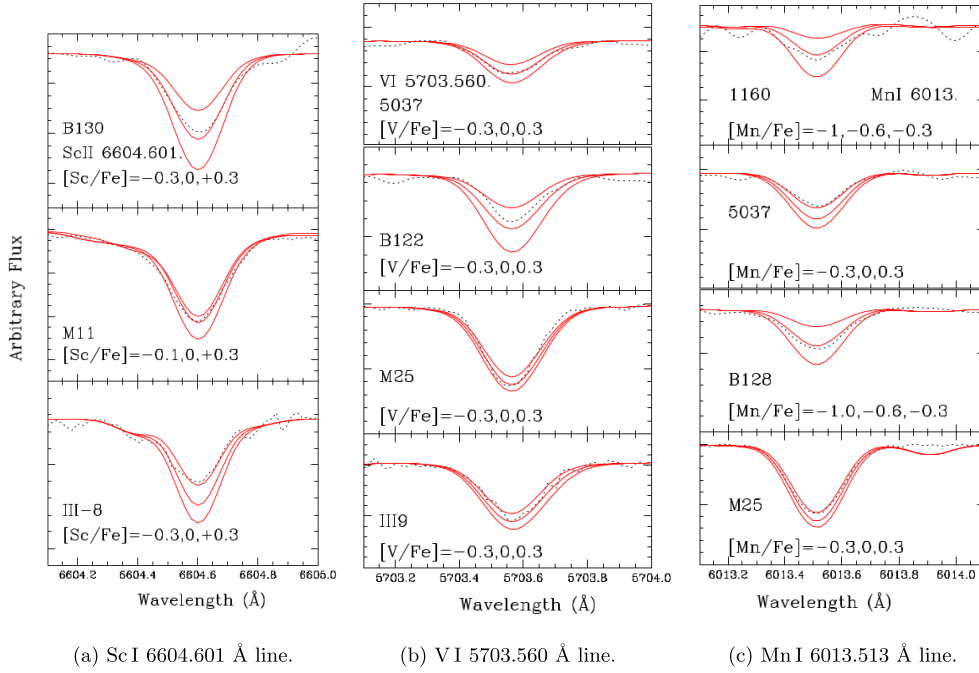 Arbitrary Flux
B130
ScII 6604.601.
[Sc/Fe]=−0.3,0,+0.3
M11
[Sc/Fe]=−0.1,0,+0.3
III−8
[Sc/Fe]=−0.3,0,+0.3
6604.2 6604.4 6604.6 6604.8 6605.0
Wavelength (Å)
(a) Sc I 6604.601 Å line.
VI 5703.560.
5037
[V/Fe]=−0.3,0,0.3
B122
[V/Fe]=−0.3,0,0.3
M25
[V/Fe]=−0.3,0,0.3
III9
[V/Fe]=−0.3,0,0.3
5703.2 5703.4 5703.6 5703.8 5704.0
Wavelength (Å)
(b) V I 5703.560 Å line.
1160 MnI 6013.
[Mn/Fe]=−1,−0.6,−0.3
5037
[Mn/Fe]=−0.3,0,0.3
B128
[Mn/Fe]=−1.0,−0.6,−0.3
M25
[Mn/Fe]=−0.3,0,0.3
6013.2 6013.4 6013.6 6013.8 6014.0
Wavelength (Å)
(c) Mn I 6013.513 Å line.